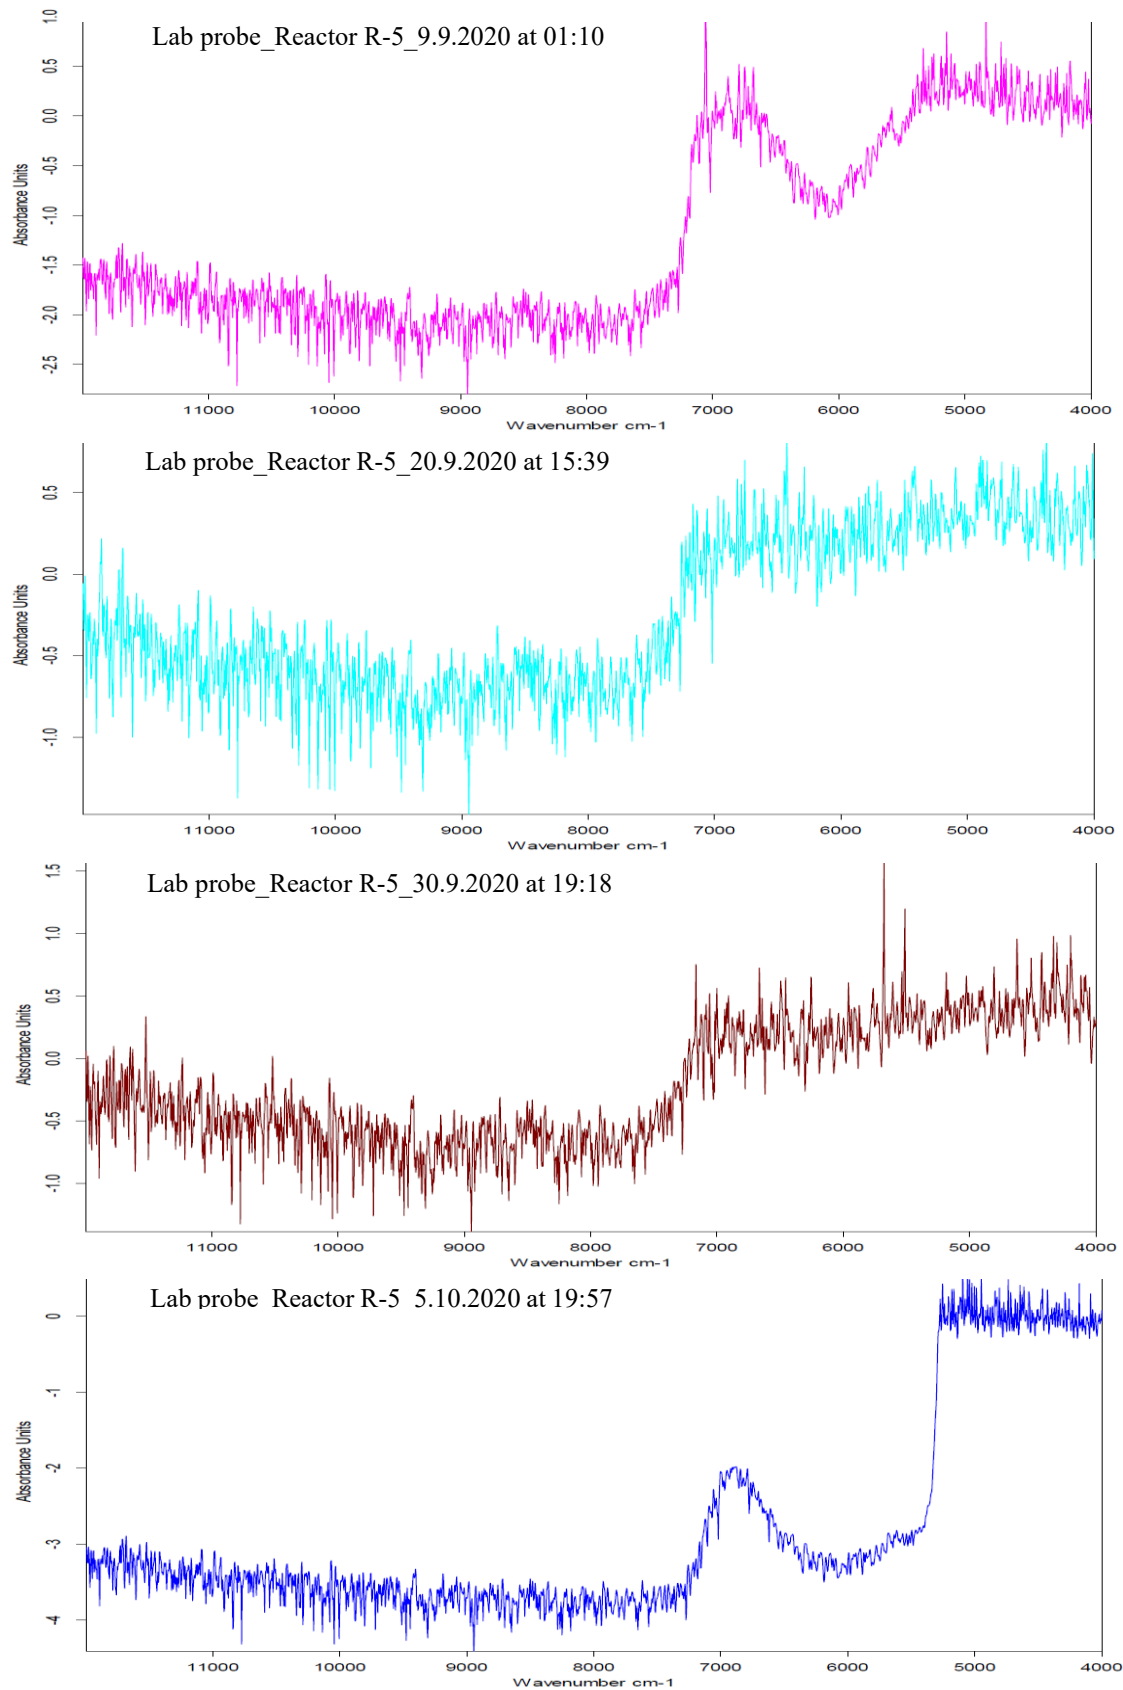 Lab probe_Reactor R-5_9.9.2020 at 01:10
Absorbance Units
1.0
0.5
0.0
-0.5
-1.0
-1.5
-2.0
-2.5
11000 10000 9000 8000 7000 6000 5000 4000
Wavenumber cm-1
Lab probe_Reactor R-5_20.9.2020 at 15:39
Absorbance Units
0.5
0.0
-0.5
-1.0
11000 10000 9000 8000 7000 6000 5000 4000
Wavenumber cm-1
Lab probe_Reactor R-5_30.9.2020 at 19:18
Absorbance Units
1.5
1.0
0.5
0.0
-0.5
-1.0
11000 10000 9000 8000 7000 6000 5000 4000
Wavenumber cm-1
Lab probe Reactor R-5 5.10.2020 at 19:57
Absorbance Units
0
-1
-2
-3
-4
11000 10000 9000 8000 7000 6000 5000 4000
Wavenumber cm-1